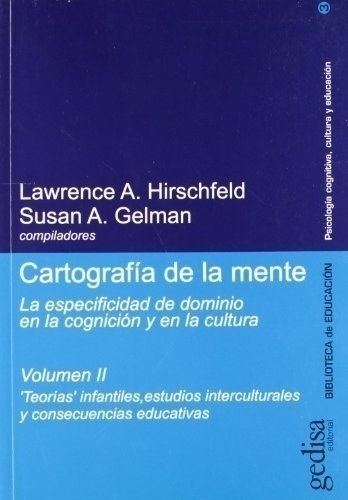 Lawrence A. Hirschfeld
Susan A. Gelman
compiladores
Cartografía de la mente
La especificidad de dominio
en la cognición y en la cultura
Volumen II
'Teorías' infantiles,estudios interculturales
y consecuencias educativas
Psicología cognitiva, cultura y educación
BIBLIOTECA de EDUCACIÓN
gedisa
editorial